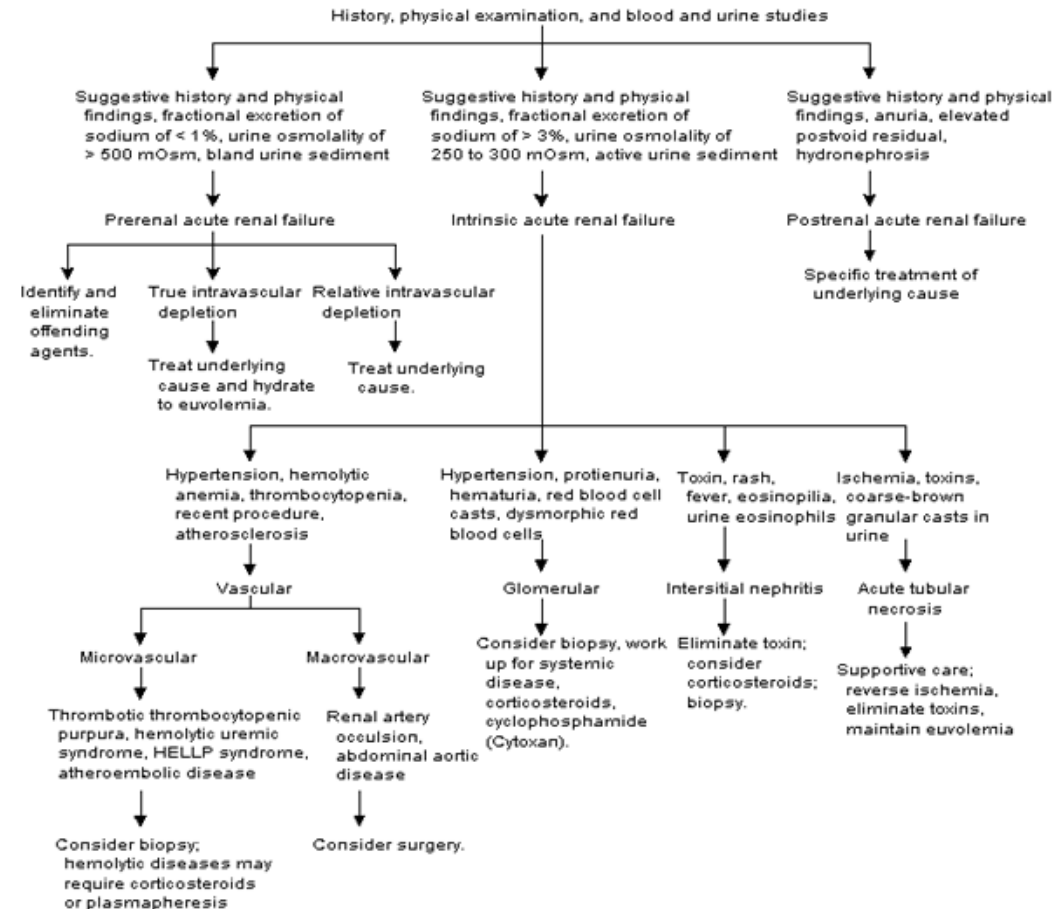 History, physical examination, and blood and urine studies
Suggestive history and physical
findings, fractional excretion of
sodium of < 1%, urine osmolality of
> 500 mOsm, bland urine sediment
Suggestive history and physical
findings, fractional excretion of
sodium of > 3%, urine osmolality of
250 to 300 mOsm, active urine sediment
Suggestive history and physical
findings, anuria, elevated
postvoid residual,
hydronephrosis
Prerenal acute renal failure
Intrinsic acute renal failure
Postrenal acute renal failure
Identify and
eliminate
offending
agents.
True intravascular
depletion
Relative intravascular
depletion
Specific treatment of
underlying cause
Treat underlying
cause and hydrate
to euvolemia.
Treat underlying
cause.
Hypertension, hemolytic
anemia, thrombocytopenia,
recent procedure,
atherosclerosis
Hypertension, protienuria,
hematuria, red blood cell
casts, dysmorphic red
blood cells
Toxin, rash,
fever, eosinopilia,
urine eosinophils
Ischemia, toxins,
coarse-brown
granular casts in
urine
Vascular
Glomerular
Intersitial nephritis
Acute tubular
necrosis
Microvascular
Macrovascular
Consider biopsy, work
up for systemic
disease,
corticosteroids,
cyclophosphamide
(Cytoxan).
Eliminate toxin;
consider
corticosteroids;
biopsy.
Supportive care;
reverse ischemia,
eliminate toxins,
maintain euvolemia
Thrombotic thrombocytopenic
purpura, hemolytic uremic
syndrome, HELLP syndrome,
atheroembolic disease
Renal artery
occulsion,
abdominal aortic
disease
Consider biopsy;
hemolytic diseases may
require corticosteroids
or plasmapheresis
Consider surgery.